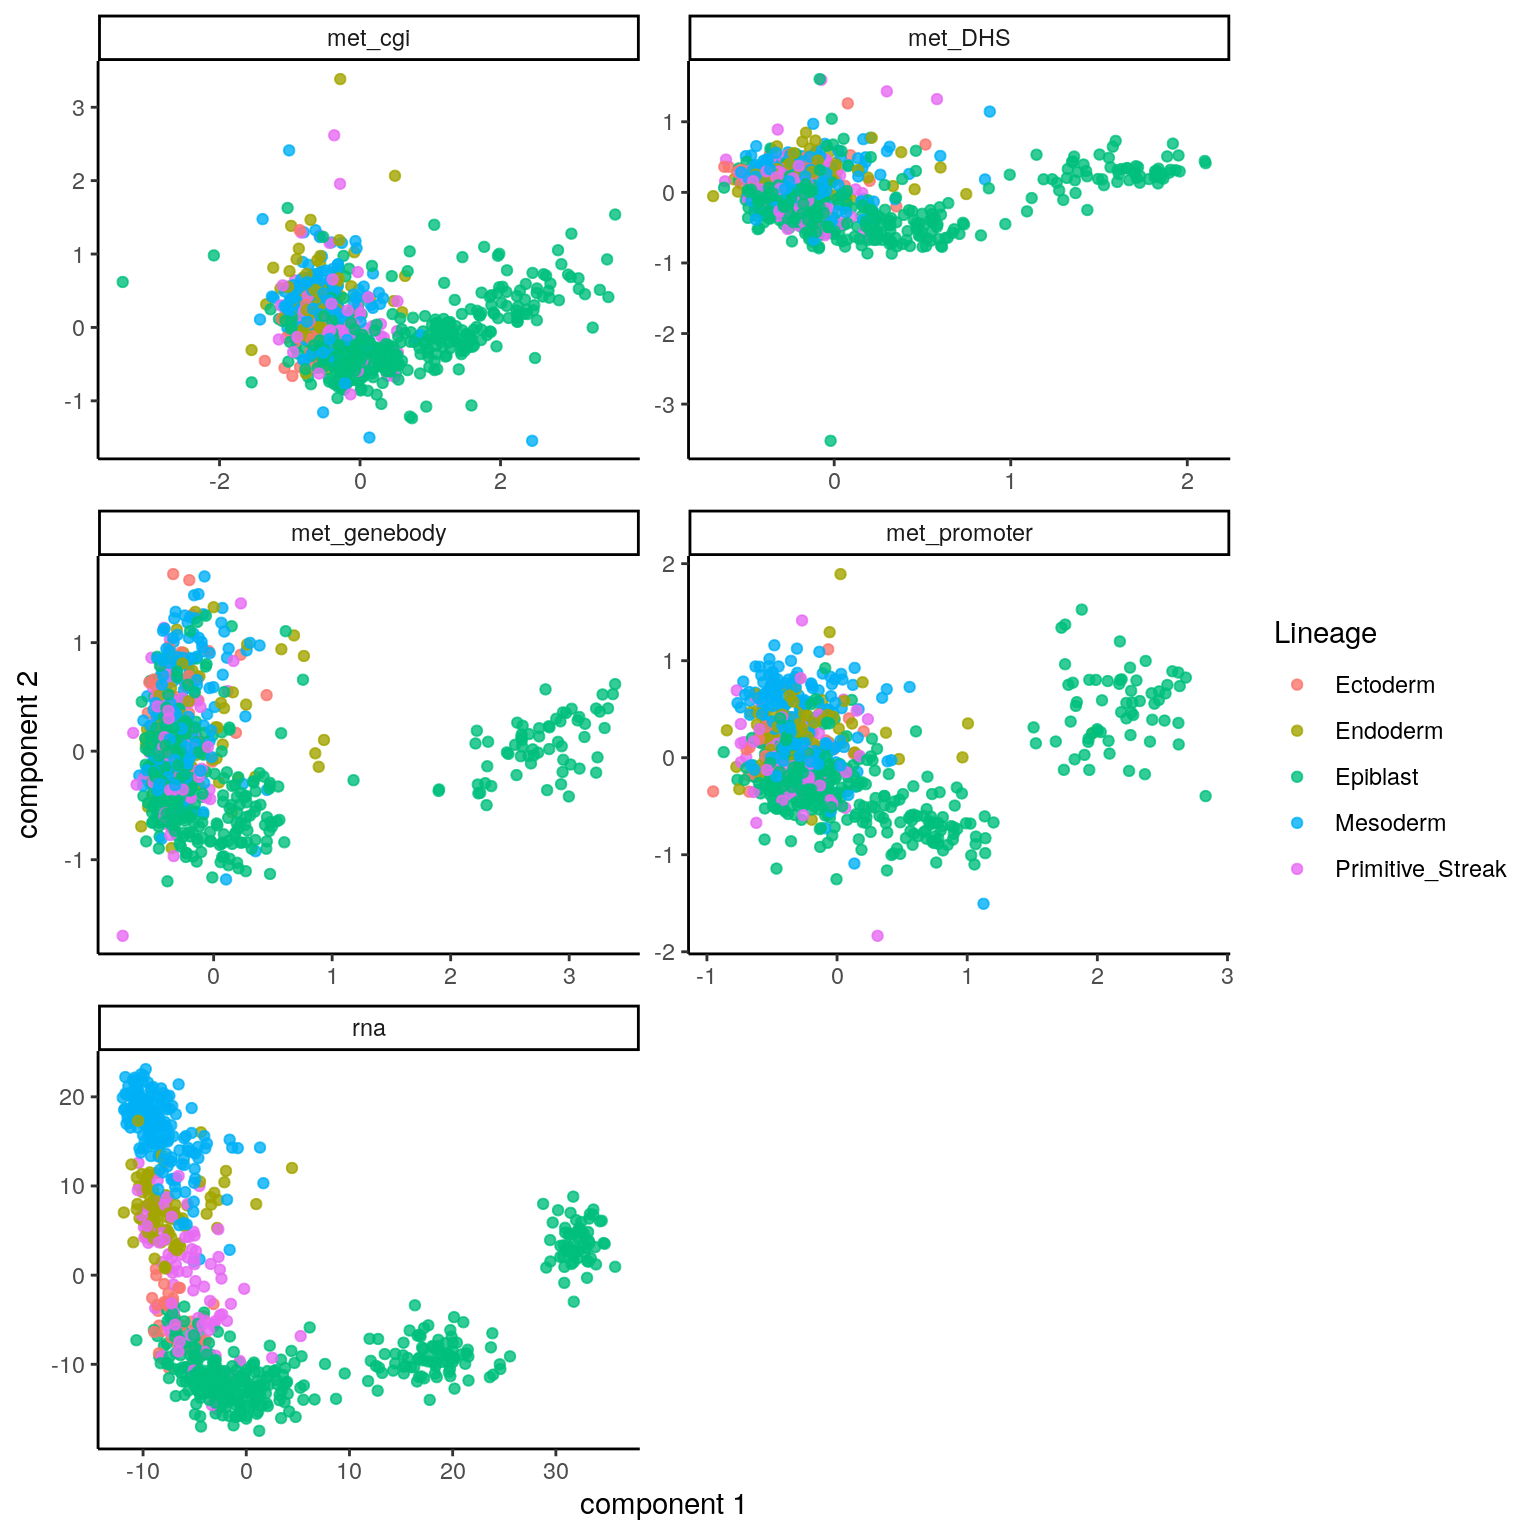 met_cgi
met_DHS
3
2
1
0
-1
-2 0 2
1
0
-1
-2
-3
0 1 2
met_genebody
met_promoter
1
0
-1
0 1 2 3
2
1
0
-1
-2
-1 0 1 2 3
rna
20
10
0
-10
-10 0 10 20 30
component 1
component 2
Lineage
Ectoderm
Endoderm
Epiblast
Mesoderm
Primitive_Streak